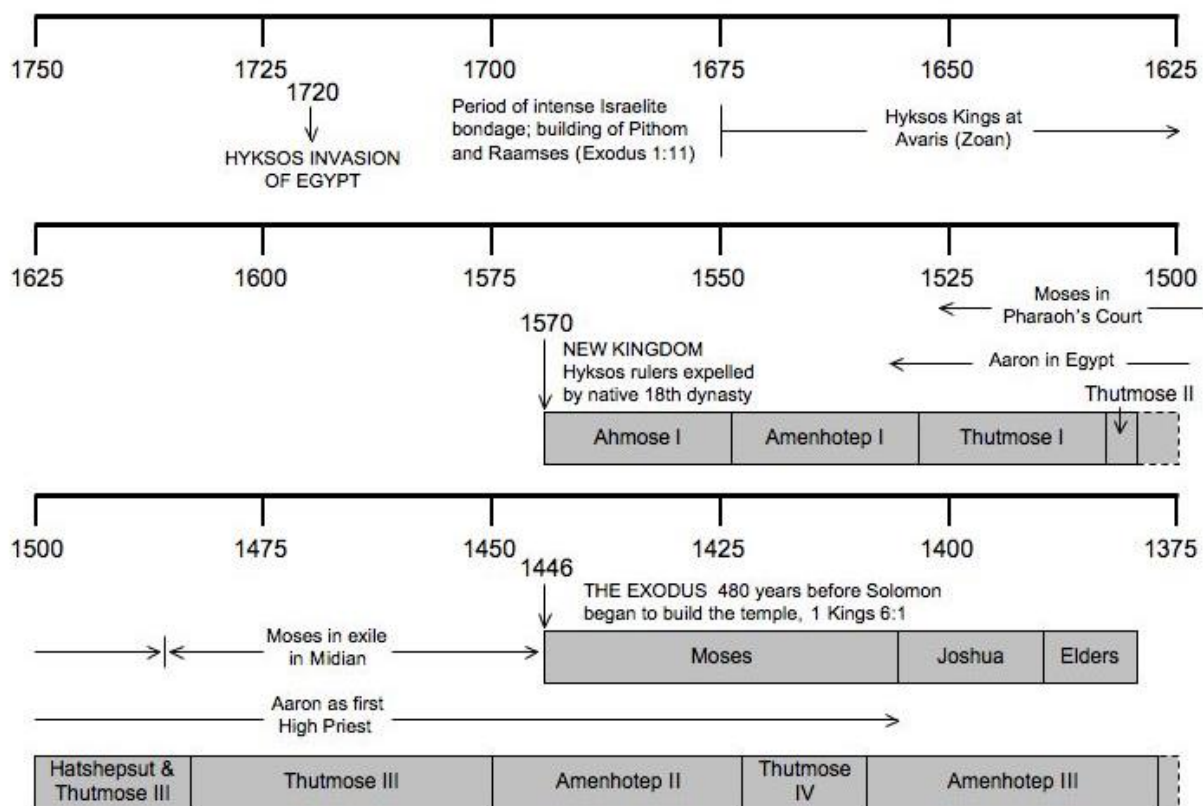 1750 1725 1700 1675 1650 1625
1720
HYKSOS INVASION
OF EGYPT
Period of intense Israelite
bondage; building of Pithom
and Raamses (Exodus 1:11)
Hyksos Kings at
Avaris (Zoan)
1625 1600 1575 1550 1525 1500
Moses in
Pharaoh's Court
1570
NEW KINGDOM
Hyksos rulers expelled
by native 18th dynasty
Aaron in Egypt
Thutmose II
Ahmose I Amenhotep I Thutmose I
1500 1475 1450 1425 1400 1375
1446
THE EXODUS 480 years before Solomon
began to build the temple, 1 Kings 6:1
Moses in exile
in Midian
Moses Joshua Elders
Aaron as first
High Priest
Hatshepsut &
Thutmose III
Thutmose III
Amenhotep II
Thutmose
IV
Amenhotep III